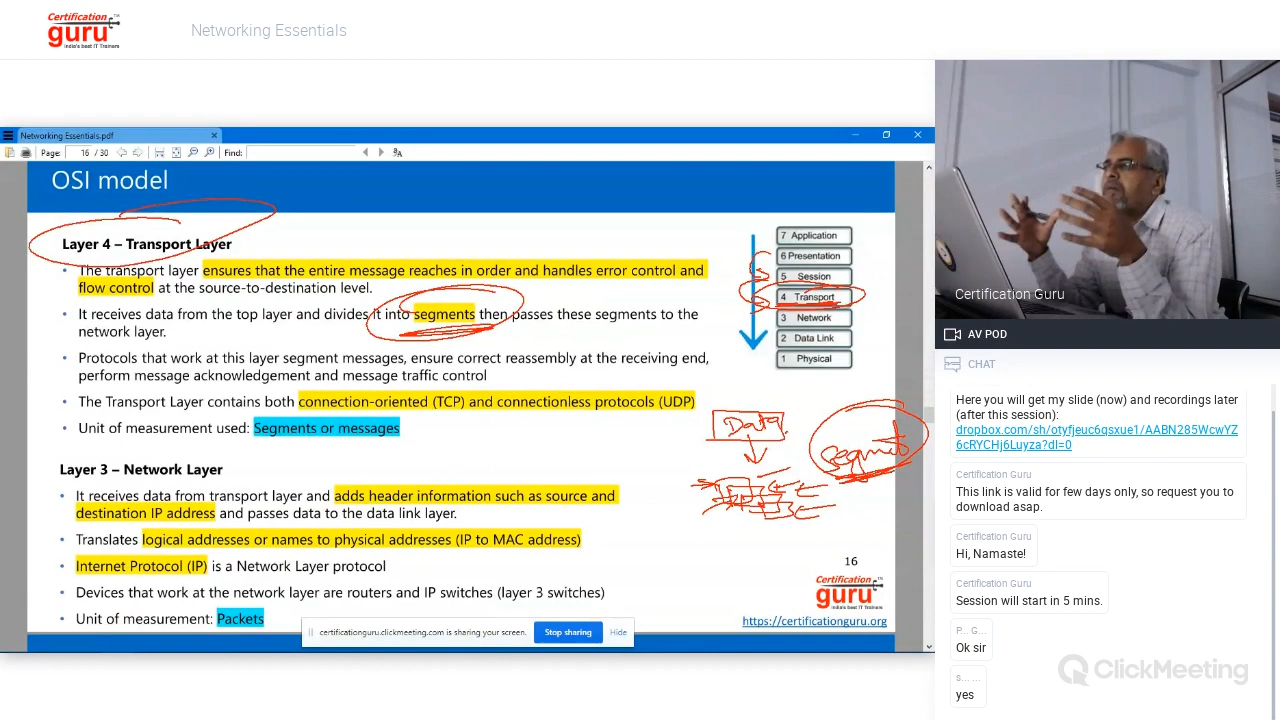 Certification
guru
India's best IT Trainers
Networking Essentials
Networking Essentials.pdf
Page: 16 / 30 Find:
OSI model
Layer 4 – Transport Layer
• The transport layer ensures that the entire message reaches in order and handles error control and
flow control at the source-to-destination level.
• It receives data from the top layer and divides it into segments then passes these segments to the
network layer.
• Protocols that work at this layer segment messages, ensure correct reassembly at the receiving end,
perform message acknowledgement and message traffic control
• The Transport Layer contains both connection-oriented (TCP) and connectionless protocols (UDP)
• Unit of measurement used: Segments or messages
Layer 3 – Network Layer
• It receives data from transport layer and adds header information such as source and
destination IP address and passes data to the data link layer.
• Translates logical addresses or names to physical addresses (IP to MAC address)
• Internet Protocol (IP) is a Network Layer protocol
• Devices that work at the network layer are routers and IP switches (layer 3 switches)
• Unit of measurement: Packets
7 Application
6 Presentation
5 Session
4 Transport
3 Network
2 Data Link
1 Physical
Data
Segments
16
Certification
guru
India's best IT Trainers
https://certificationguru.org
certificationguru.clickmeeting.com is sharing your screen. Stop sharing Hide
Certification Guru
AV POD
CHAT
Here you will get my slide (now) and recordings later
(after this session):
dropbox.com/sh/otyfjeuc6qsxue1/AABN285WcwYZ
6cRYCHj6Luyza?dl=0
Certification Guru
This link is valid for few days only, so request you to
download asap.
Certification Guru
Hi, Namaste!
Certification Guru
Session will start in 5 mins.
P... G...
Ok sir
s... ...
yes
ClickMeeting